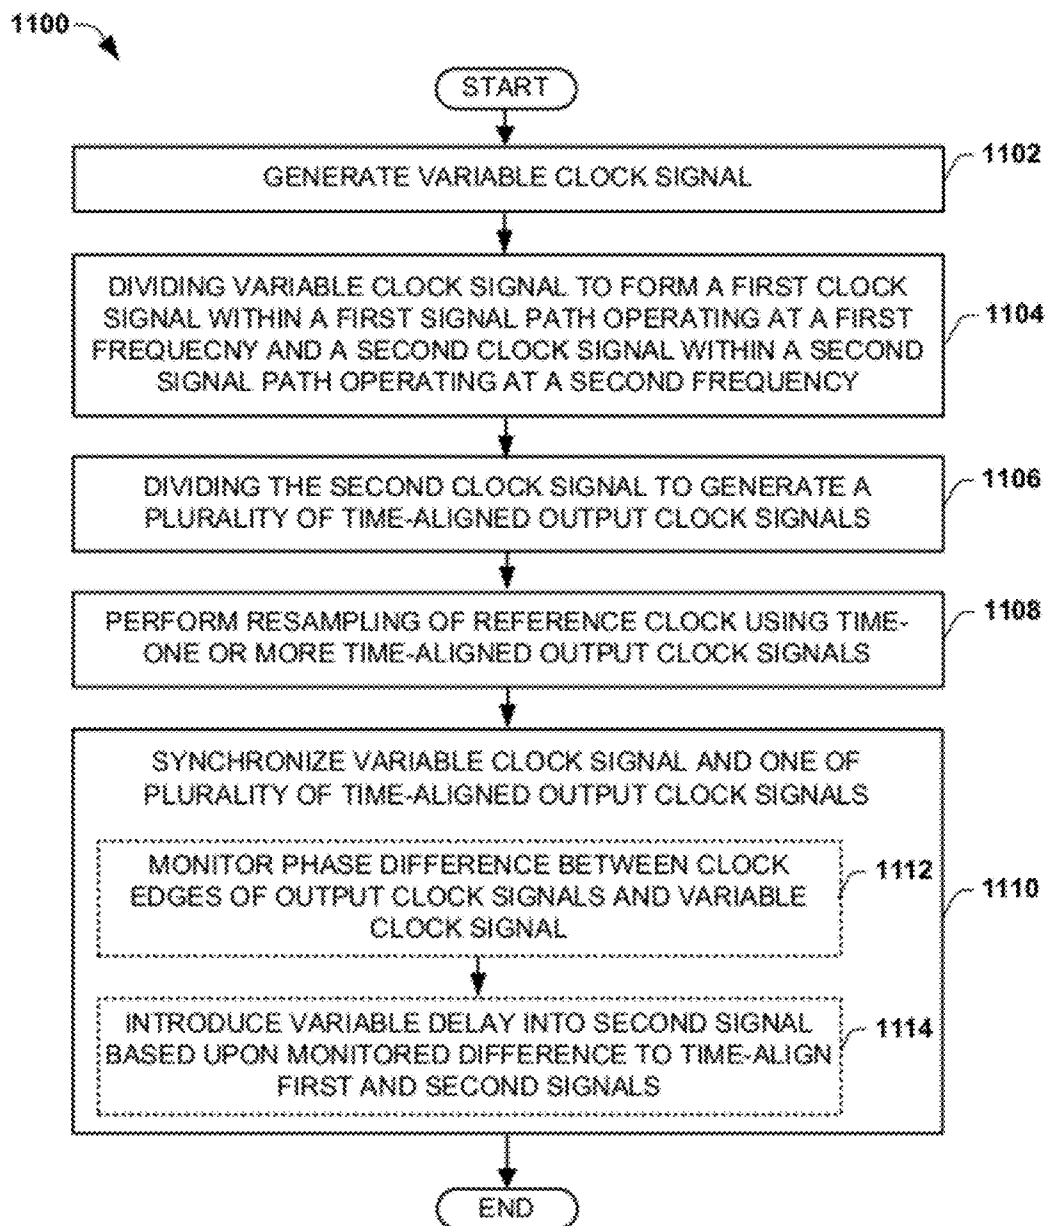 1100
START
GENERATE VARIABLE CLOCK SIGNAL
1102
DIVIDING VARIABLE CLOCK SIGNAL TO FORM A FIRST CLOCK
SIGNAL WITHIN A FIRST SIGNAL PATH OPERATING AT A FIRST
FREQUECNY AND A SECOND CLOCK SIGNAL WITHIN A SECOND
SIGNAL PATH OPERATING AT A SECOND FREQUENCY
1104
DIVIDING THE SECOND CLOCK SIGNAL TO GENERATE A
PLURALITY OF TIME-ALIGNED OUTPUT CLOCK SIGNALS
1106
PERFORM RESAMPLING OF REFERENCE CLOCK USING TIME-
ONE OR MORE TIME-ALIGNED OUTPUT CLOCK SIGNALS
1108
SYNCHRONIZE VARIABLE CLOCK SIGNAL AND ONE OF
PLURALITY OF TIME-ALIGNED OUTPUT CLOCK SIGNALS
MONITOR PHASE DIFFERENCE BETWEEN CLOCK
EDGES OF OUTPUT CLOCK SIGNALS AND VARIABLE
CLOCK SIGNAL
1112
1110
INTRODUCE VARIABLE DELAY INTO SECOND SIGNAL
BASED UPON MONITORED DIFFERENCE TO TIME-ALIGN
FIRST AND SECOND SIGNALS
1114
END